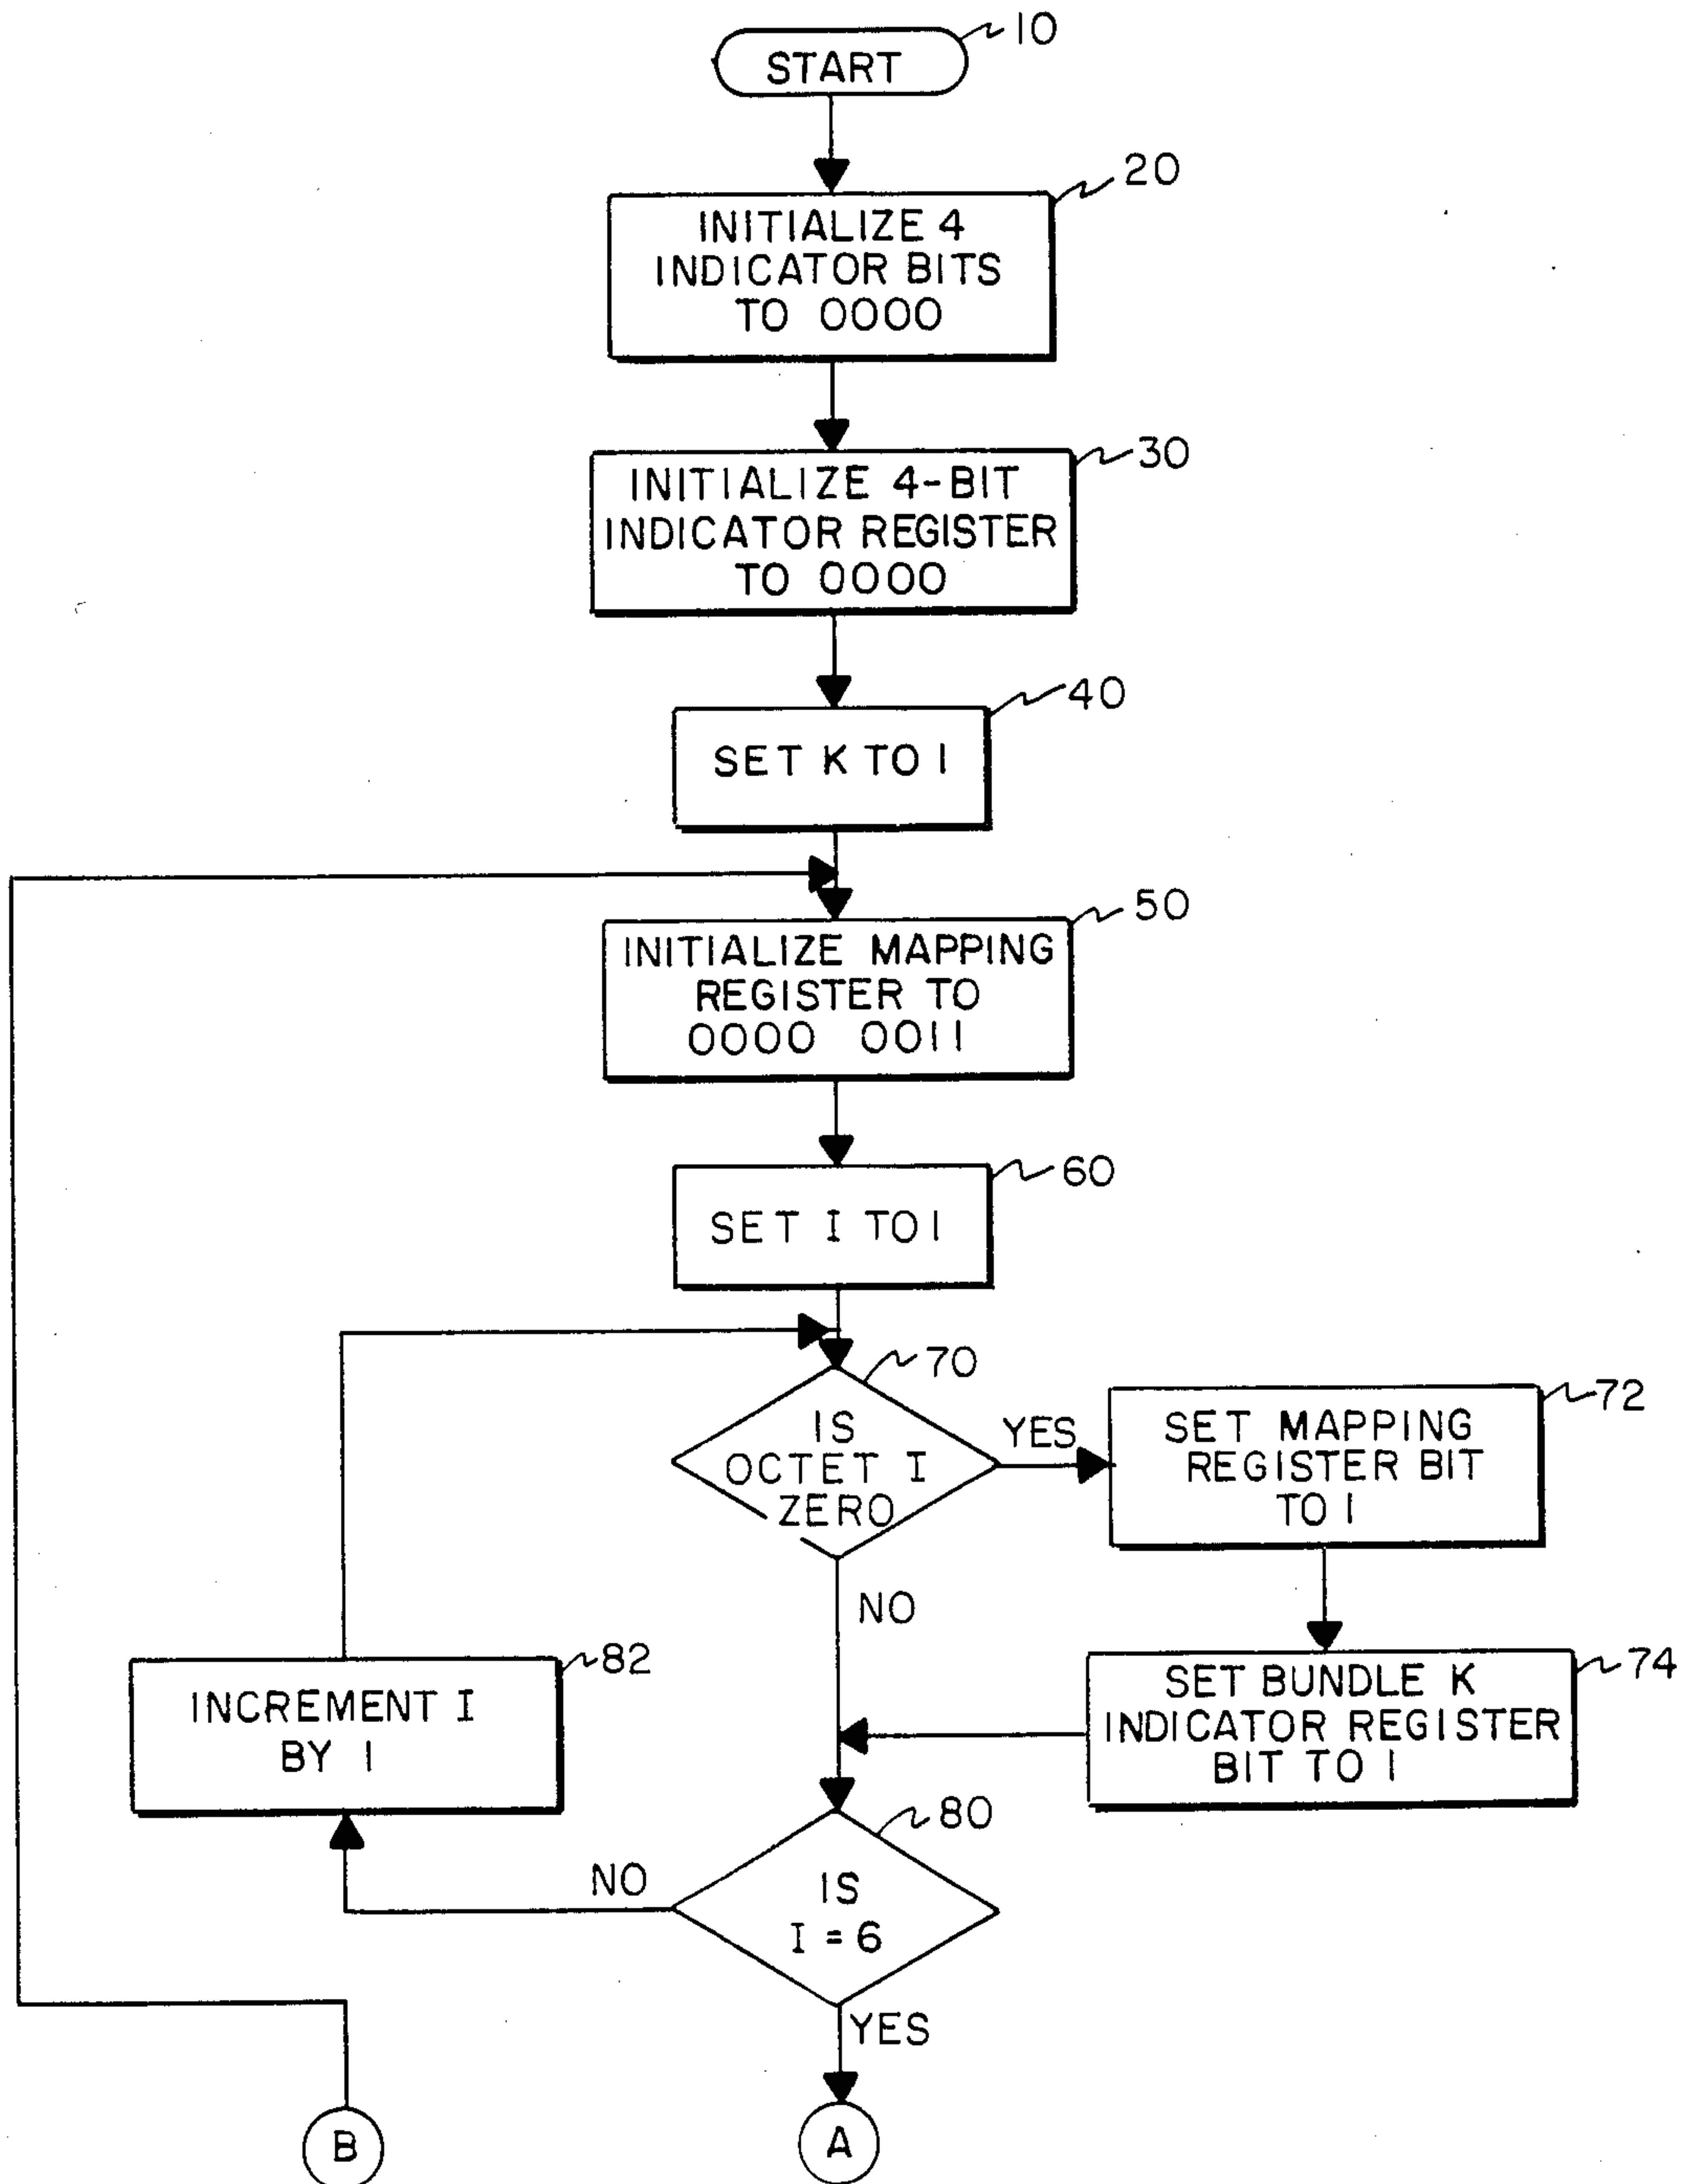 10
START
20
INITIALIZE 4
INDICATOR BITS
TO 0000
30
INITIALIZE 4-BIT
INDICATOR REGISTER
TO 0000
40
SET K TO 1
50
INITIALIZE MAPPING
REGISTER TO
0000 0011
60
SET I TO 1
70
IS
OCTET I
ZERO
YES
72
SET MAPPING
REGISTER BIT
TO 1
NO
82
INCREMENT I
BY 1
74
SET BUNDLE K
INDICATOR REGISTER
BIT TO 1
80
NO
IS
I = 6
YES
B
A